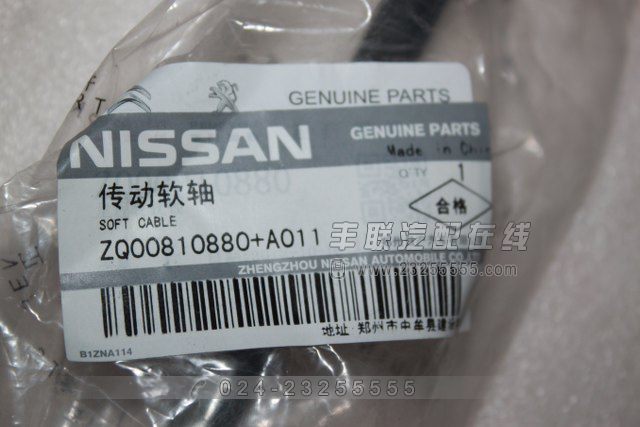 GENUINE PARTS
NISSAN
GENUINE PARTS
Made in
Q'TY
1
传动软轴
SOFT CABLE
合格
ZQ00810880+A011
丰联汽配在线
www.23255555.com
ZHENGZHOU NISSAN AUTOMOBILE CO
地址 郑州市中牟县
B1ZNA114
024-23255555